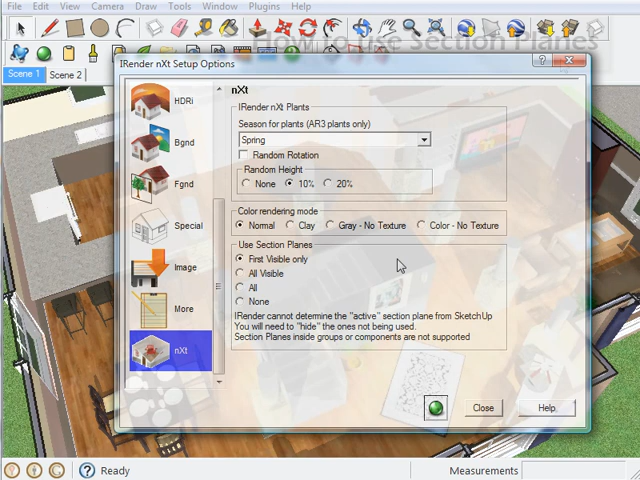 File Edit View Camera Draw Tools Window Plugins Help
How to use Section Planes
IRender nXt Setup Options
Scene 1 Scene 2
HDRi
Bgnd
Fgnd
Special
Image
More
nXt
nXt
IRender nXt Plants
Season for plants (AR3 plants only)
Spring
Random Rotation
Random Height
None 10% 20%
Color rendering mode
Normal Clay Gray - No Texture Color - No Texture
Use Section Planes
First Visible only
All Visible
All
None
IRender cannot determine the "active" section plane from SketchUp
You will need to "hide" the ones not being used.
Section Planes inside groups or components are not supported
Close Help
Ready Measurements